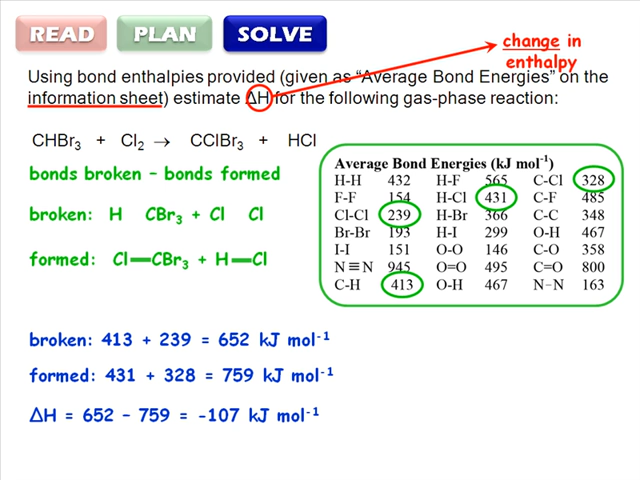 READ PLAN SOLVE
change in
enthalpy
Using bond enthalpies provided (given as "Average Bond Energies" on the
information sheet) estimate ΔH for the following gas-phase reaction:
CHBr₃ + Cl₂ → CClBr₃ + HCl
bonds broken – bonds formed
broken: H CBr₃ + Cl Cl
formed: Cl—CBr₃ + H—Cl
Average Bond Energies (kJ mol⁻¹)
H-H 432 H-F 565 C-Cl 328
F-F 154 H-Cl 431 C-F 485
Cl-Cl 239 H-Br 366 C-C 348
Br-Br 193 H-I 299 O-H 467
I-I 151 O-O 146 C-O 358
N≡N 945 O=O 495 C=O 800
C-H 413 O-H 467 N–N 163
broken: 413 + 239 = 652 kJ mol⁻¹
formed: 431 + 328 = 759 kJ mol⁻¹
ΔH = 652 – 759 = -107 kJ mol⁻¹